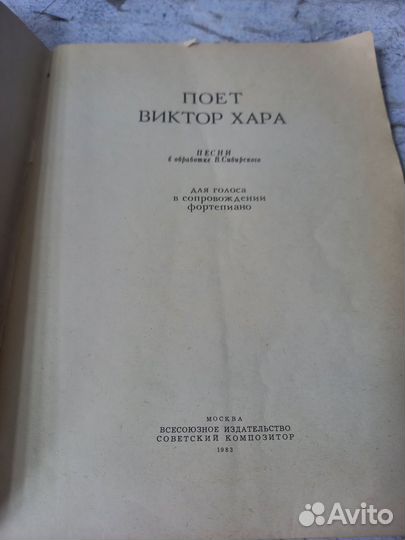 ПОЕТ
ВИКТОР ХАРА
ПЕСНИ
в обработке В. Сибирского
для голоса
в сопровождении
фортепиано
МОСКВА
ВСЕСОЮЗНОЕ ИЗДАТЕЛЬСТВО
СОВЕТСКИЙ КОМПОЗИТОР
1983
Avito